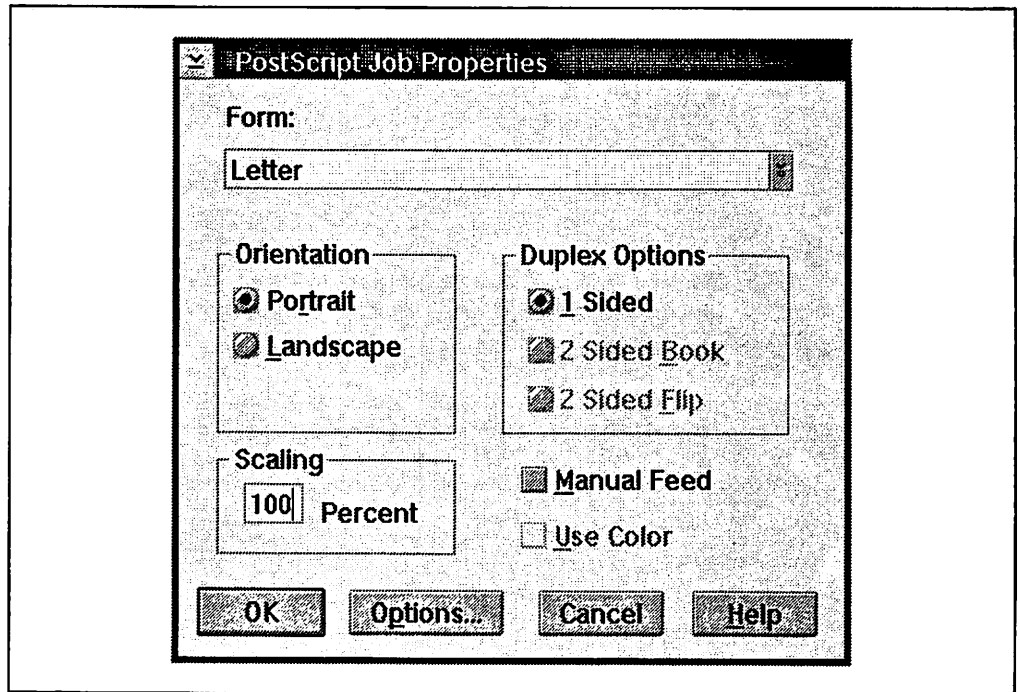 PostScript Job Properties
Form:
Letter
Orientation
Portrait
Landscape
Duplex Options
1 Sided
2 Sided Book
2 Sided Flip
Scaling
100 Percent
Manual Feed
Use Color
OK
Options...
Cancel
Help